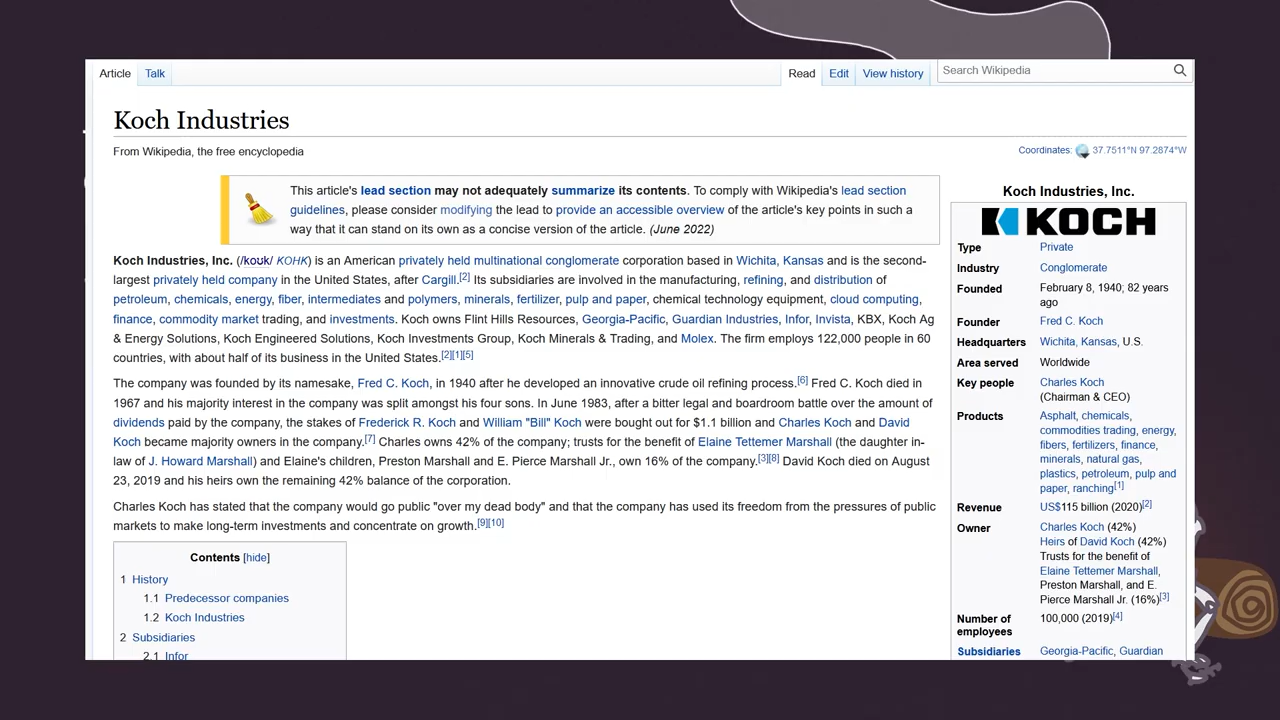 Article Talk Read Edit View history Search Wikipedia
Koch Industries
From Wikipedia, the free encyclopedia
Coordinates: 37.7511°N 97.2874°W
This article's lead section may not adequately summarize its contents. To comply with Wikipedia's lead section
guidelines, please consider modifying the lead to provide an accessible overview of the article's key points in such a
way that it can stand on its own as a concise version of the article. (June 2022)
Koch Industries, Inc. (/koʊk/ KOHK) is an American privately held multinational conglomerate corporation based in Wichita, Kansas and is the second-
largest privately held company in the United States, after Cargill.[2] Its subsidiaries are involved in the manufacturing, refining, and distribution of
petroleum, chemicals, energy, fiber, intermediates and polymers, minerals, fertilizer, pulp and paper, chemical technology equipment, cloud computing,
finance, commodity market trading, and investments. Koch owns Flint Hills Resources, Georgia-Pacific, Guardian Industries, Infor, Invista, KBX, Koch Ag
& Energy Solutions, Koch Engineered Solutions, Koch Investments Group, Koch Minerals & Trading, and Molex. The firm employs 122,000 people in 60
countries, with about half of its business in the United States.[2][1][5]
The company was founded by its namesake, Fred C. Koch, in 1940 after he developed an innovative crude oil refining process.[6] Fred C. Koch died in
1967 and his majority interest in the company was split amongst his four sons. In June 1983, after a bitter legal and boardroom battle over the amount of
dividends paid by the company, the stakes of Frederick R. Koch and William "Bill" Koch were bought out for $1.1 billion and Charles Koch and David
Koch became majority owners in the company.[7] Charles owns 42% of the company; trusts for the benefit of Elaine Tettemer Marshall (the daughter in-
law of J. Howard Marshall) and Elaine's children, Preston Marshall and E. Pierce Marshall Jr., own 16% of the company.[3][8] David Koch died on August
23, 2019 and his heirs own the remaining 42% balance of the corporation.
Charles Koch has stated that the company would go public "over my dead body" and that the company has used its freedom from the pressures of public
markets to make long-term investments and concentrate on growth.[9][10]
Contents [hide]
1 History
1.1 Predecessor companies
1.2 Koch Industries
2 Subsidiaries
2.1 Infor
Koch Industries, Inc.
KOCH
Type Private
Industry Conglomerate
Founded February 8, 1940; 82 years
ago
Founder Fred C. Koch
Headquarters Wichita, Kansas, U.S.
Area served Worldwide
Key people Charles Koch
(Chairman & CEO)
Products Asphalt, chemicals,
commodities trading, energy,
fibers, fertilizers, finance,
minerals, natural gas,
plastics, petroleum, pulp and
paper, ranching[1]
Revenue US$115 billion (2020)[2]
Owner Charles Koch (42%)
Heirs of David Koch (42%)
Trusts for the benefit of
Elaine Tettemer Marshall,
Preston Marshall, and E.
Pierce Marshall Jr. (16%)[3]
Number of 100,000 (2019)[4]
employees
Subsidiaries Georgia-Pacific, Guardian